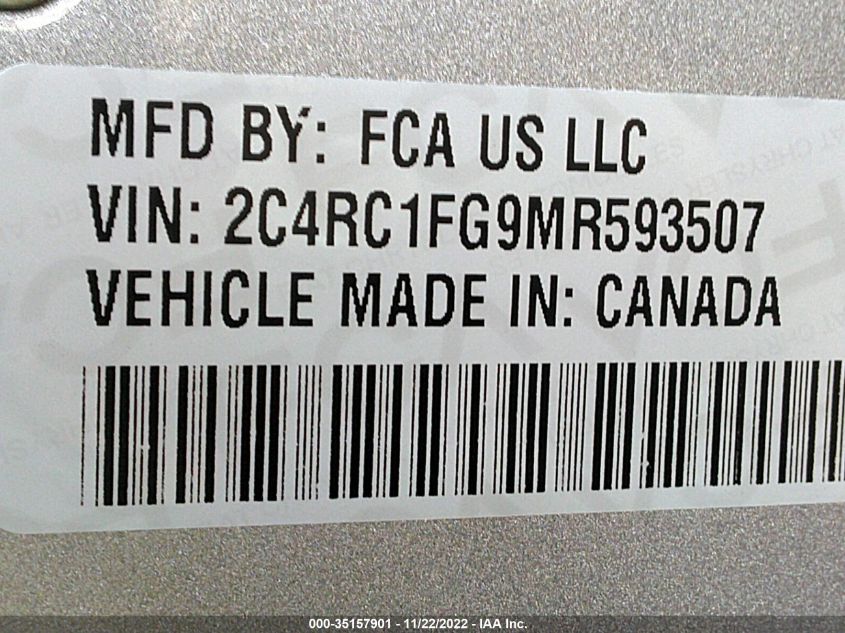 MFD BY: FCA US LLC
VIN: 2C4RC1FG9MR593507
VEHICLE MADE IN: CANADA
000-35157901 - 11/22/2022 - IAA Inc.